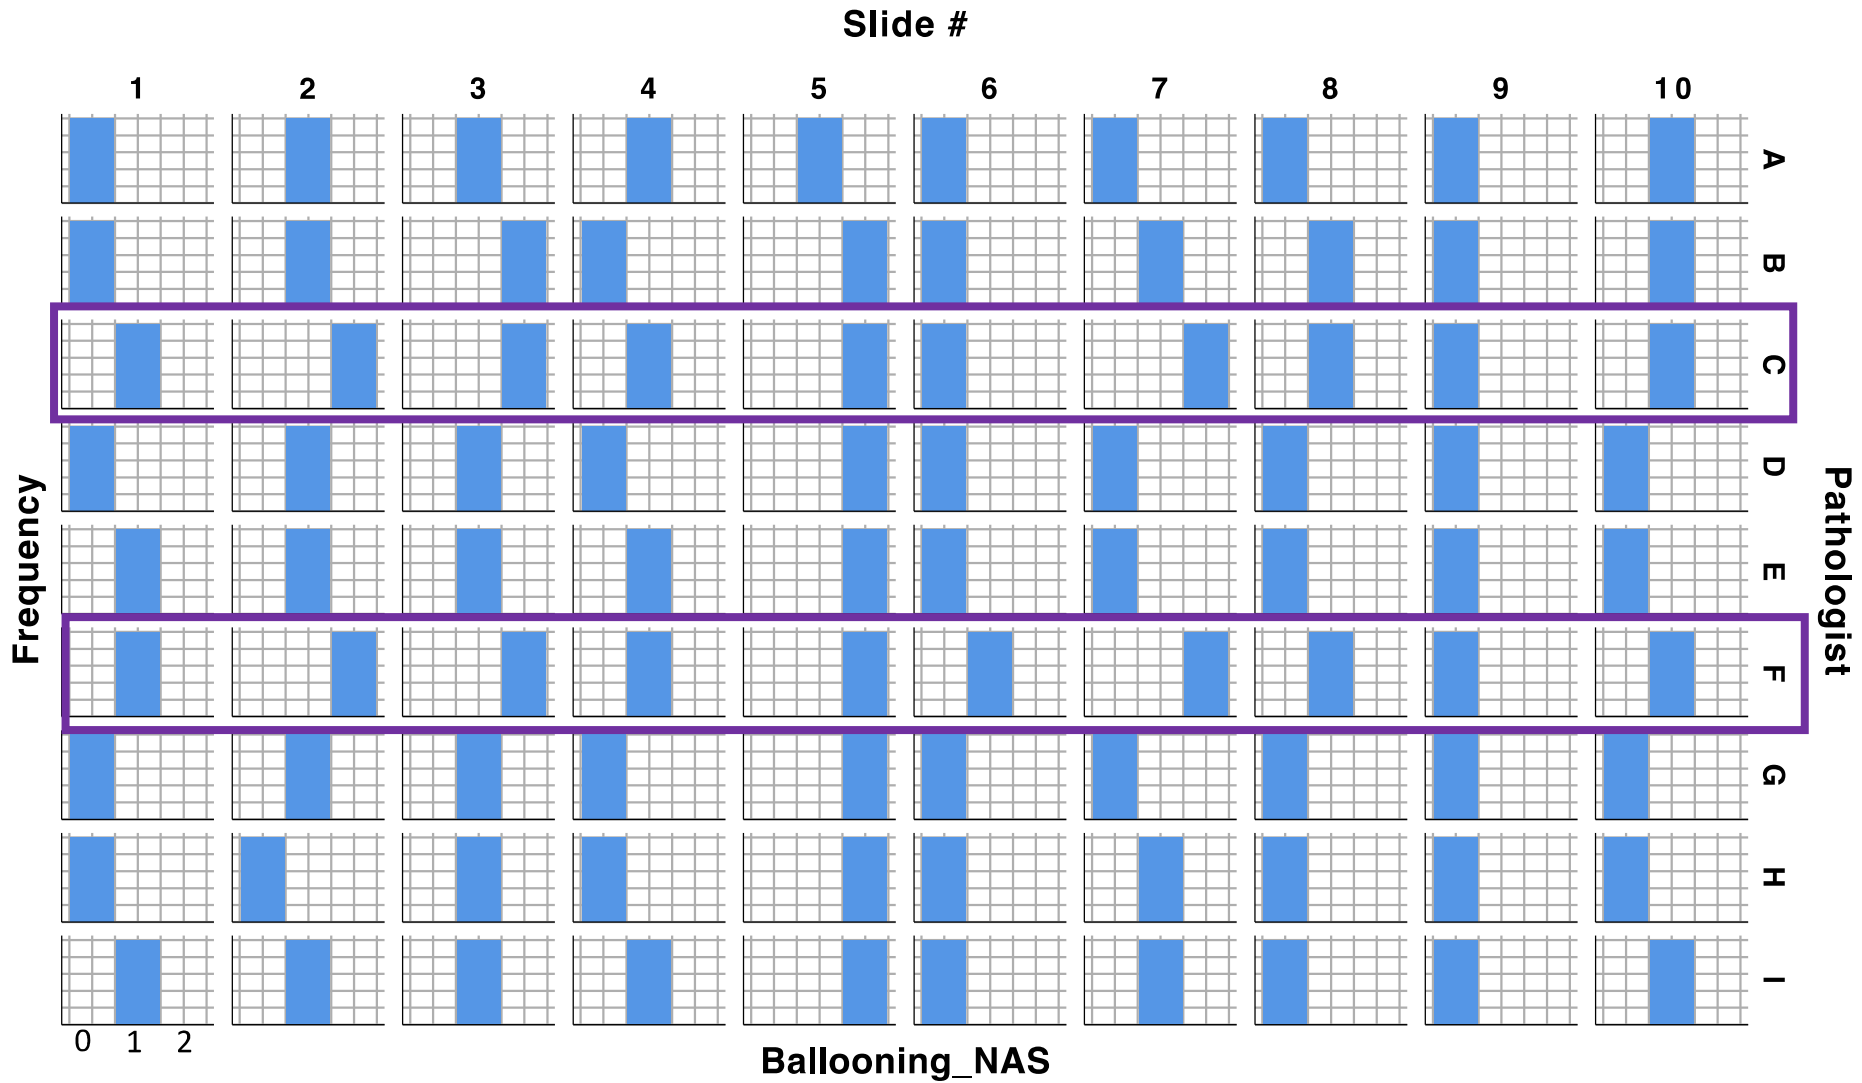 Slide #
1 2 3 4 5 6 7 8 9 10
A
B
C
D
E
F
G
H
I
Frequency
Pathologist
0 1 2
Ballooning_NAS